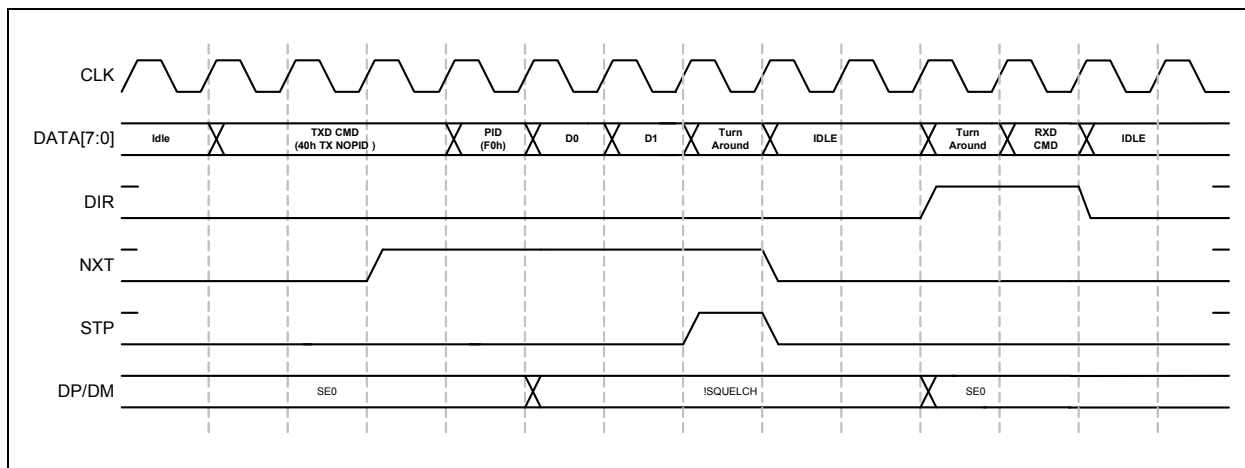 CLK
DATA[7:0]
Idle
TXD CMD
(40h TX NOPID )
PID
(F0h)
D0
D1
Turn
Around
IDLE
Turn
Around
RXD
CMD
IDLE
DIR
NXT
STP
DP/DM
SE0
!SQUELCH
SE0